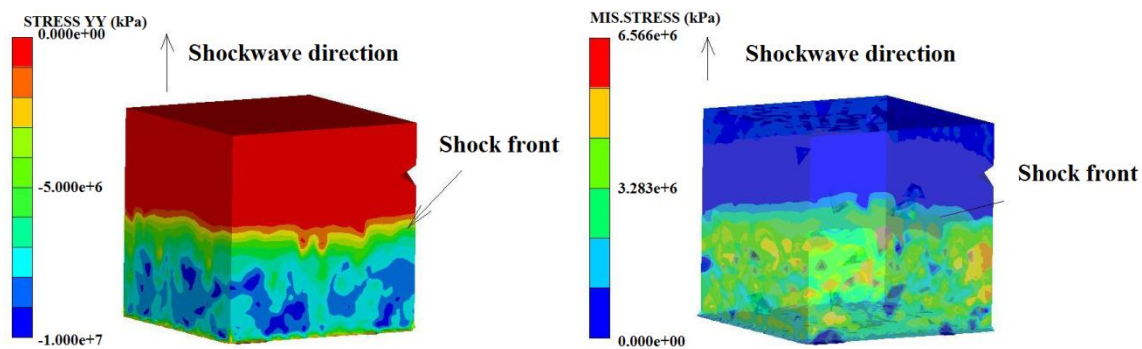 STRESS YY (kPa)
0.000e+00
Shockwave direction
Shock front
-5.000e+6
-1.000e+7
MIS.STRESS (kPa)
6.566e+6
Shockwave direction
Shock front
3.283e+6
0.000e+00